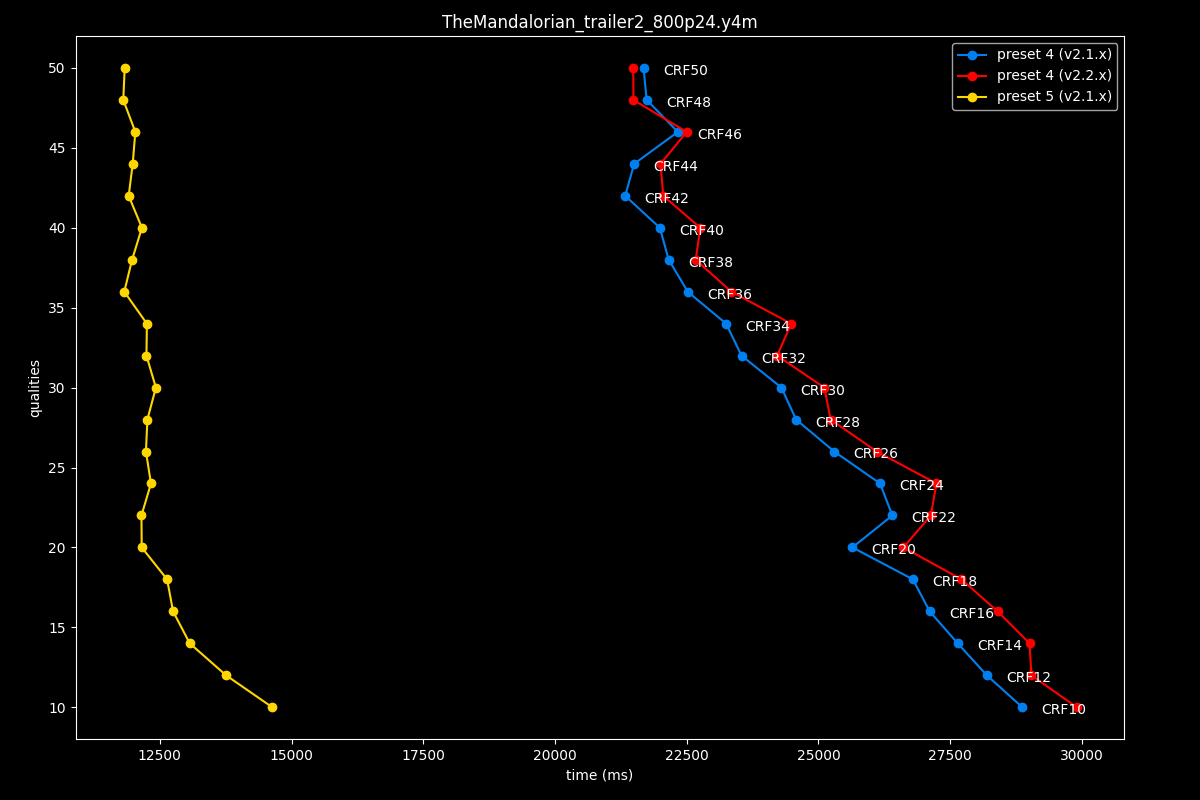 TheMandalorian_trailer2_800p24.y4m
preset 4 (v2.1.x)
preset 4 (v2.2.x)
preset 5 (v2.1.x)
qualities
50
45
40
35
30
25
20
15
10
CRF50
CRF48
CRF46
CRF44
CRF42
CRF40
CRF38
CRF36
CRF34
CRF32
CRF30
CRF28
CRF26
CRF24
CRF22
CRF20
CRF18
CRF16
CRF14
CRF12
CRF10
12500 15000 17500 20000 22500 25000 27500 30000
time (ms)